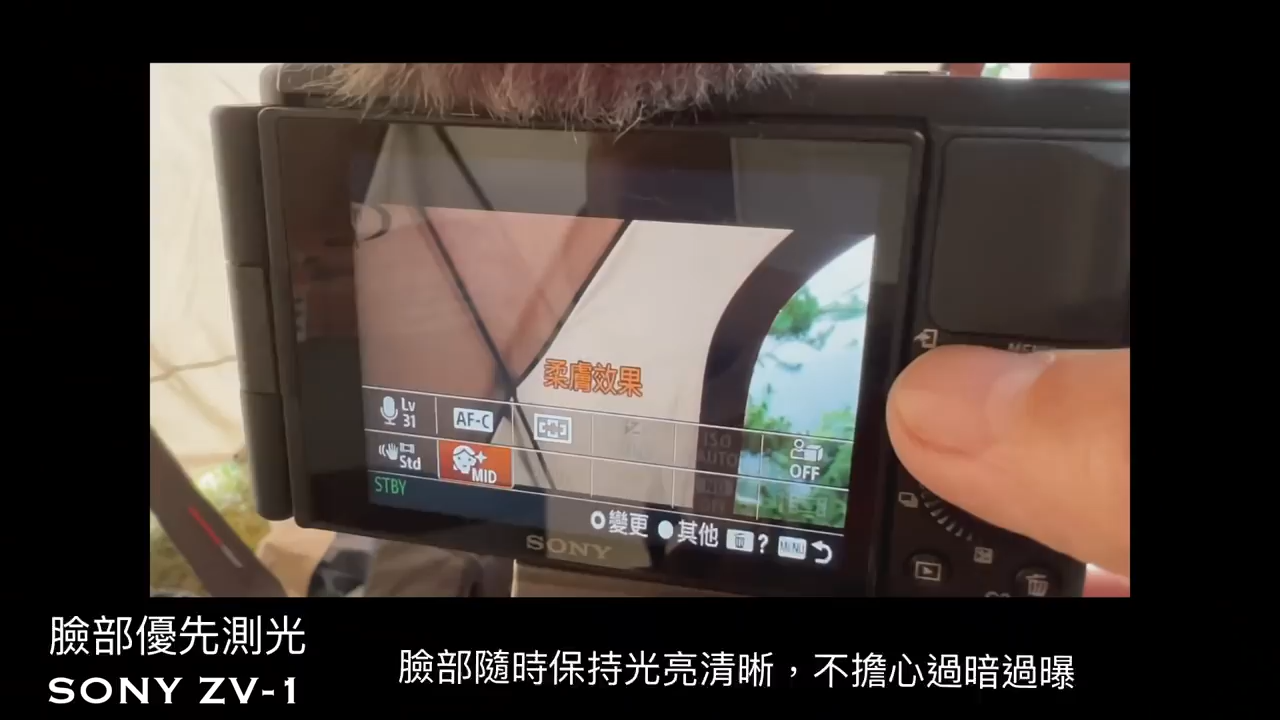 柔膚效果
Lv
31
AF-C
ISO
AUTO
OFF
Std
MID
STBY
變更 其他 ? MENU
SONY
臉部優先測光
SONY ZV-1
臉部隨時保持光亮清晰，不擔心過暗過曝